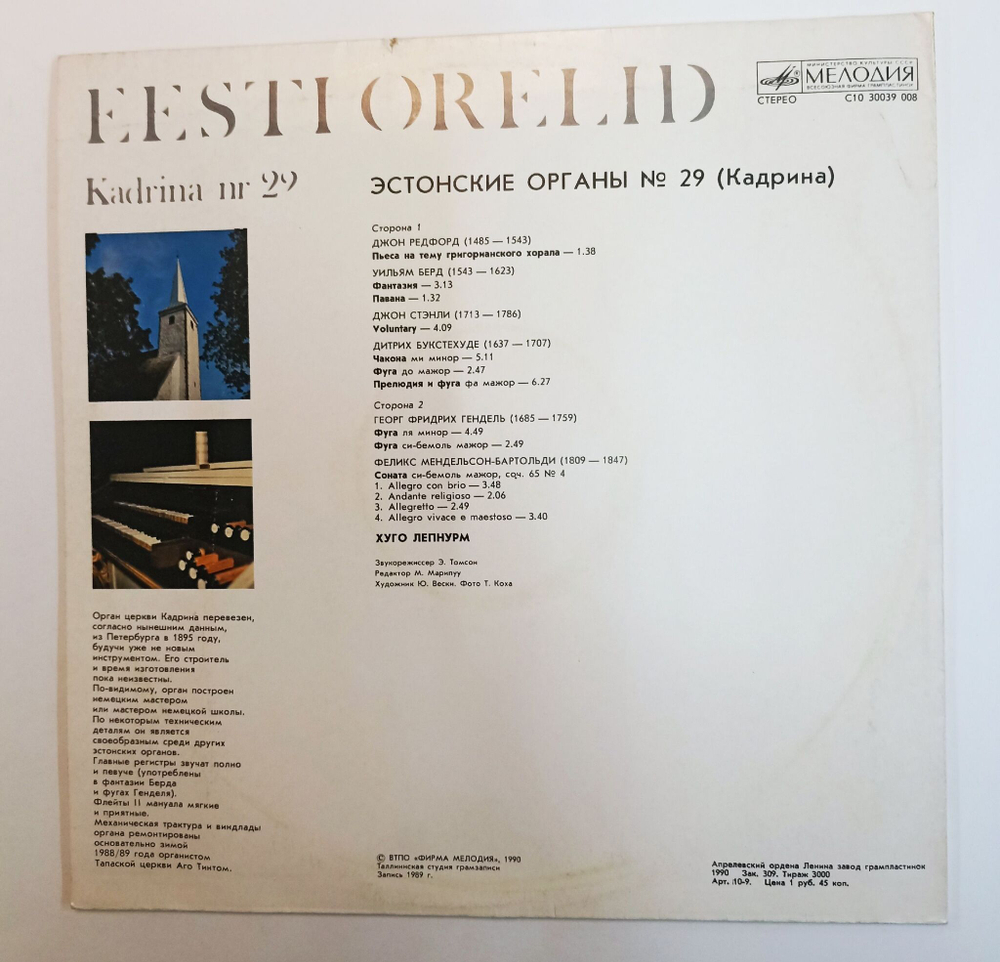 EESTI ORELID
МИНИСТЕРСТВО КУЛЬТУРЫ СССР
МЕЛОДИЯ
ВСЕСОЮЗНАЯ ФИРМА ГРАМПЛАСТИНОК
СТЕРЕО С10 30039 008
Kadrina nr 29
ЭСТОНСКИЕ ОРГАНЫ № 29 (Кадрина)
Сторона 1
ДЖОН РЕДФОРД (1485 — 1543)
Пьеса на тему григорианского хорала — 1.38
УИЛЬЯМ БЕРД (1543 — 1623)
Фантазия — 3.13
Павана — 1.32
ДЖОН СТЭНЛИ (1713 — 1786)
Voluntary — 4.09
ДИТРИХ БУКСТЕХУДЕ (1637 — 1707)
Чакона ми минор — 5.11
Фуга до мажор — 2.47
Прелюдия и фуга фа мажор — 6.27
Сторона 2
ГЕОРГ ФРИДРИХ ГЕНДЕЛЬ (1685 — 1759)
Фуга ля минор — 4.49
Фуга си-бемоль мажор — 2.49
ФЕЛИКС МЕНДЕЛЬСОН-БАРТОЛЬДИ (1809 — 1847)
Соната си-бемоль мажор, соч. 65 № 4
1. Allegro con brio — 3.48
2. Andante religioso — 2.06
3. Allegretto — 2.49
4. Allegro vivace e maestoso — 3.40
ХУГО ЛЕПНУРМ
Звукорежиссер Э. Томсон
Редактор М. Марипуу
Художник Ю. Вески. Фото Т. Коха
Орган церкви Кадрина перевезен,
согласно нынешним данным,
из Петербурга в 1895 году,
будучи уже не новым
инструментом. Его строитель
и время изготовления
пока неизвестны.
По-видимому, орган построен
немецким мастером
или мастером немецкой школы.
По некоторым техническим
деталям он является
своеобразным среди других
эстонских органов.
Главные регистры звучат полно
и певуче (употреблены
в фантазии Берда
и фугах Генделя).
Флейты II мануала мягкие
и приятные.
Механическая трактура и виндлады
органа ремонтированы
основательно зимой
1988/89 года органистом
Тапаской церкви Аго Тинтом.
© ВТПО «ФИРМА МЕЛОДИЯ», 1990
Таллиннская студия грамзаписи
Запись 1989 г.
Апрелевский ордена Ленина завод грампластинок
1990 Зак. 309. Тираж 3000
Арт. 10-9. Цена 1 руб. 45 коп.